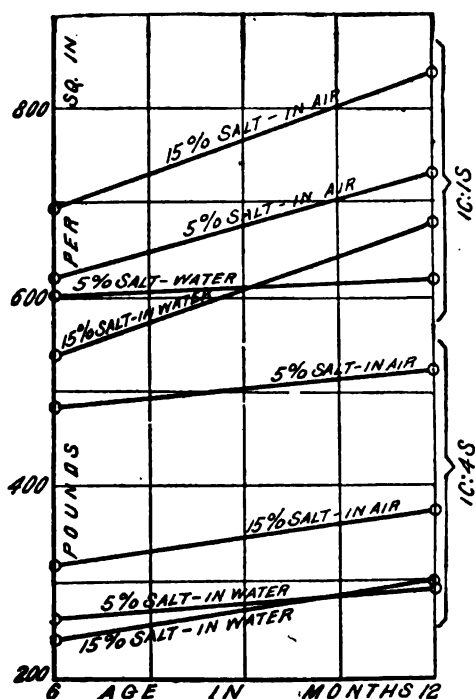 POUNDS PER SQ. IN.
800
600
400
200
15% SALT-IN AIR
5% SALT-IN AIR
5% SALT-WATER
15% SALT-IN WATER
1C:1S
5% SALT-IN AIR
15% SALT-IN AIR
5% SALT-IN WATER
15% SALT-IN WATER
1C:4S
6 AGE IN MONTHS 12